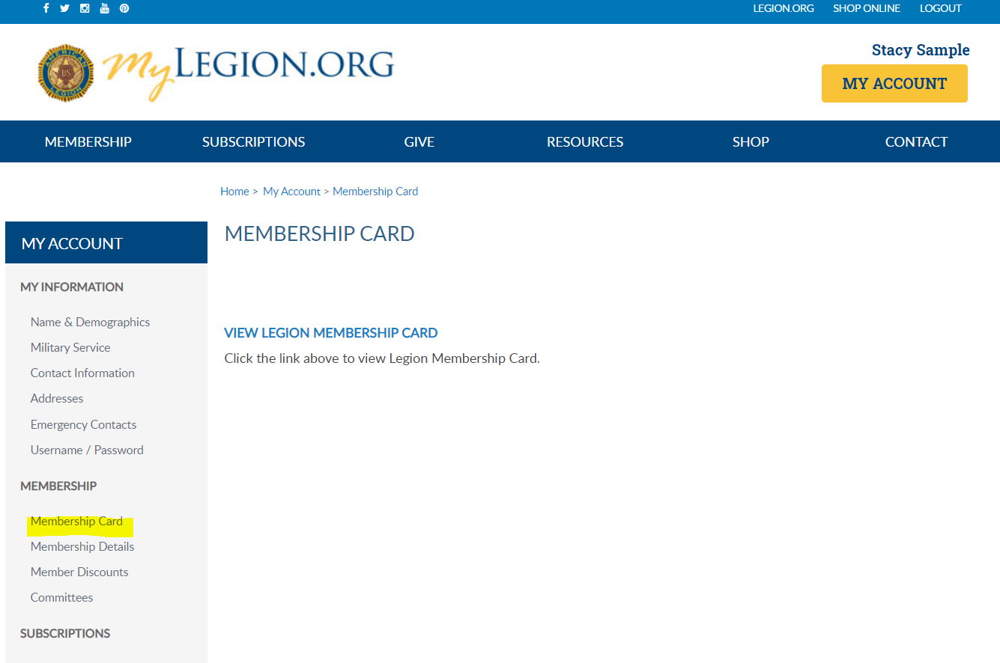 LEGION.ORG SHOP ONLINE LOGOUT
AMERICAN LEGION US
My LEGION.ORG
Stacy Sample
MY ACCOUNT
MEMBERSHIP SUBSCRIPTIONS GIVE RESOURCES SHOP CONTACT
Home > My Account > Membership Card
MY ACCOUNT
MY INFORMATION
Name & Demographics
Military Service
Contact Information
Addresses
Emergency Contacts
Username / Password
MEMBERSHIP
Membership Card
Membership Details
Member Discounts
Committees
SUBSCRIPTIONS
MEMBERSHIP CARD
VIEW LEGION MEMBERSHIP CARD
Click the link above to view Legion Membership Card.